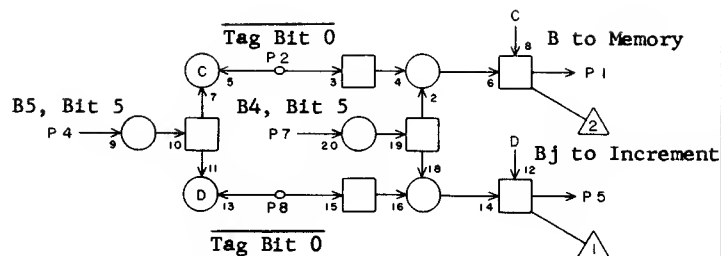 Tag Bit 0
C
8
B to Memory
P 2
C
5
3
4
6
P 1
7
2
2
B5, Bit 5
B4, Bit 5
P 4
9
10
P 7
20
19
D
Bj to Increment
11
18
12
D
13
P 8
15
16
14
P 5
Tag Bit 0
1